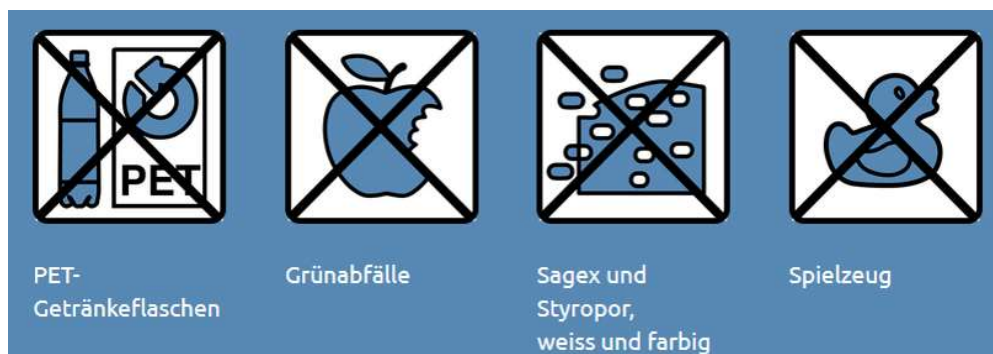 PET
PET-
Getränkeflaschen
Grünabfälle
Sagex und
Styropor,
weiss und farbig
Spielzeug